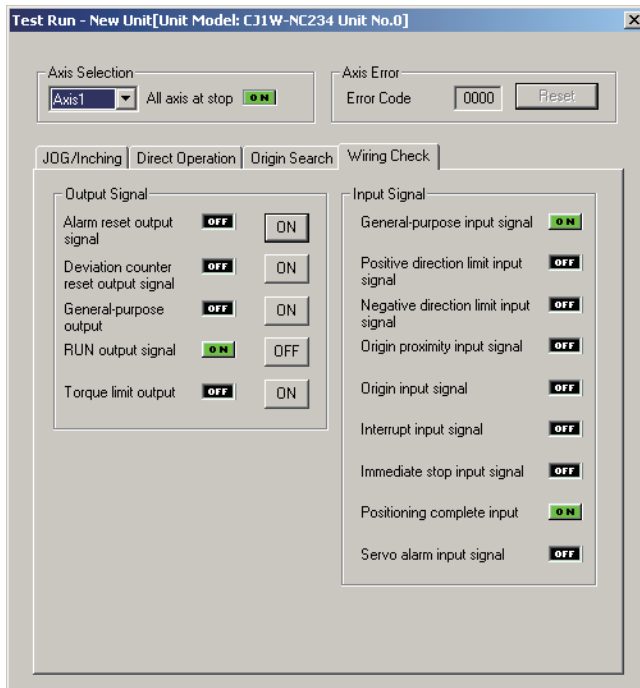 Test Run - New Unit[Unit Model: CJ1W-NC234 Unit No.0]
Axis Selection
Axis1
All axis at stop
ON
Axis Error
Error Code
0000
Reset
JOG/Inching
Direct Operation
Origin Search
Wiring Check
Output Signal
Alarm reset output
signal
OFF
ON
Deviation counter
reset output signal
OFF
ON
General-purpose
output
OFF
ON
RUN output signal
ON
OFF
Torque limit output
OFF
ON
Input Signal
General-purpose input signal
ON
Positive direction limit input
signal
OFF
Negative direction limit input
signal
OFF
Origin proximity input signal
OFF
Origin input signal
OFF
Interrupt input signal
OFF
Immediate stop input signal
OFF
Positioning complete input
ON
Servo alarm input signal
OFF